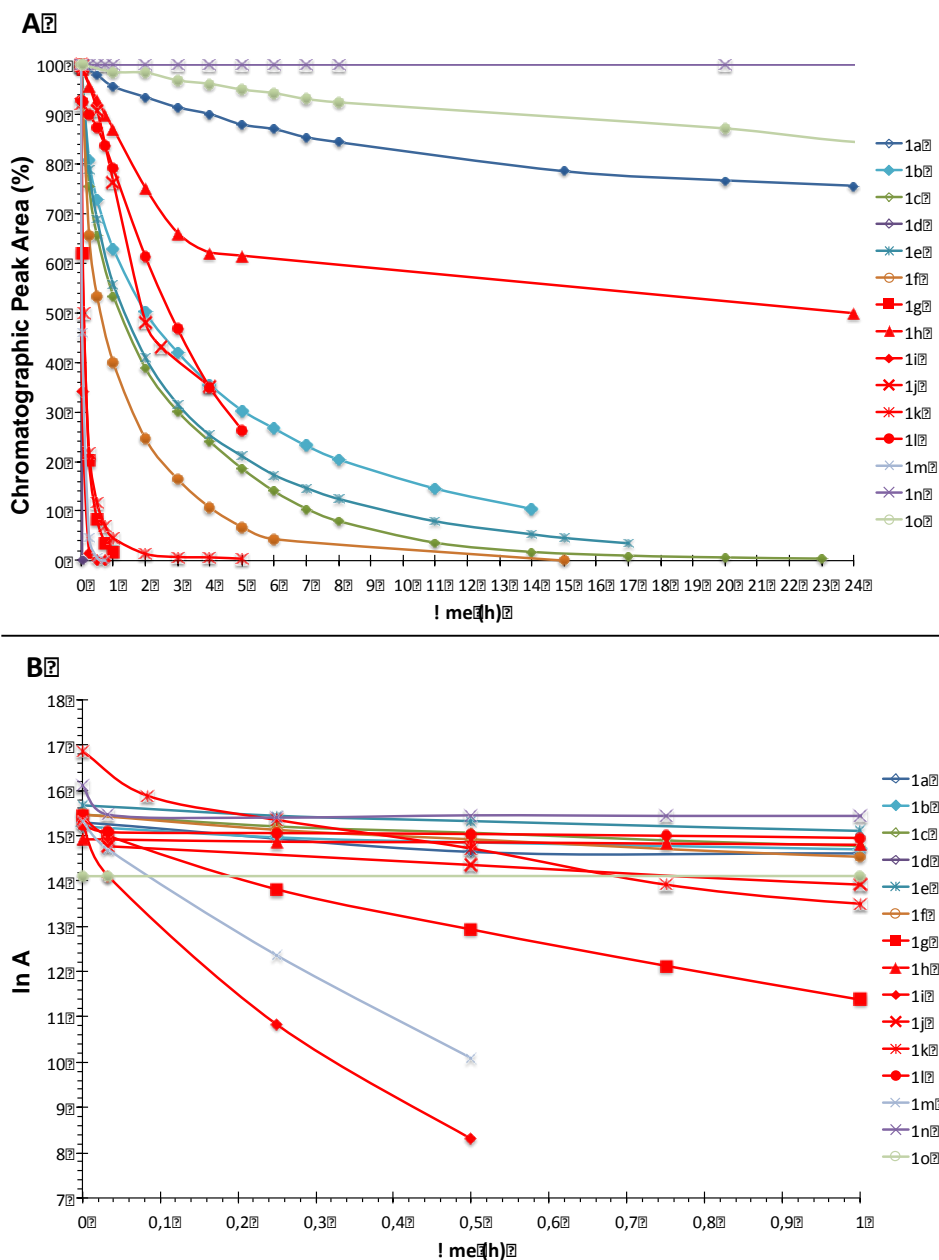 A
100
90
80
70
60
50
40
30
20
10
0
Chromatographic Peak Area (%)
0 1 2 3 4 5 6 7 8 9 10 11 12 13 14 15 16 17 18 19 20 21 22 23 24
! me (h)
1a
1b
1c
1d
1e
1f
1g
1h
1i
1j
1k
1l
1m
1n
1o
B
18
17
16
15
14
13
12
11
10
9
8
7
ln A
0 0,1 0,2 0,3 0,4 0,5 0,6 0,7 0,8 0,9 1
! me (h)
1a
1b
1c
1d
1e
1f
1g
1h
1i
1j
1k
1l
1m
1n
1o